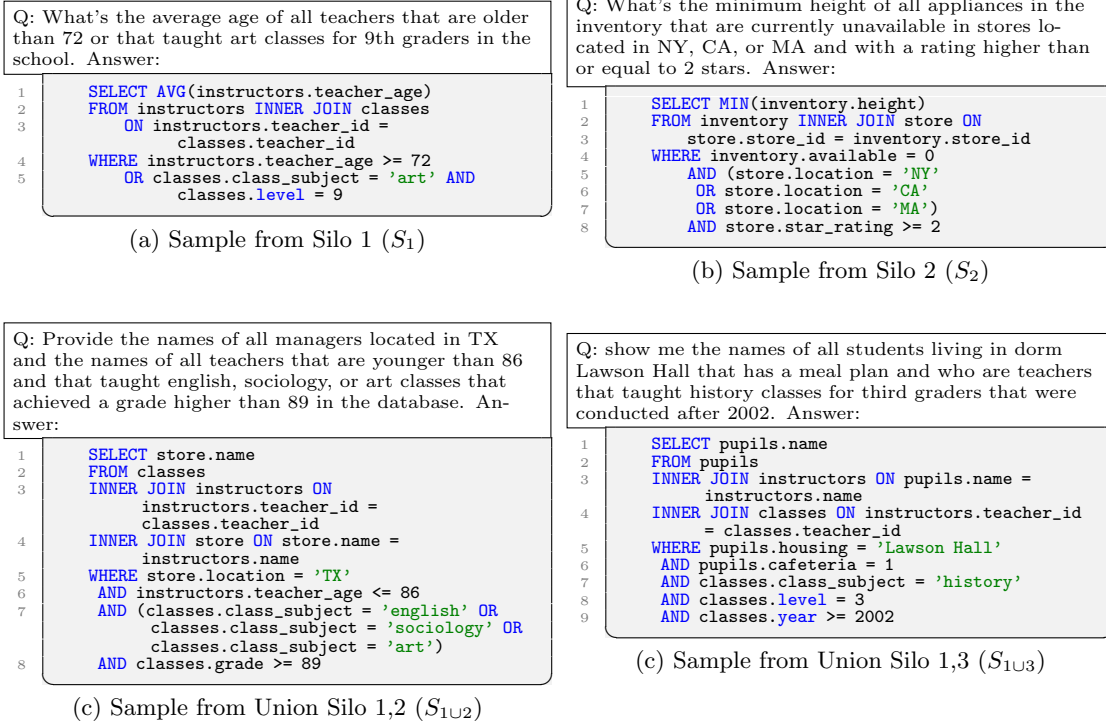 Q: What's the average age of all teachers that are older
than 72 or that taught art classes for 9th graders in the
school. Answer:
1 SELECT AVG(instructors.teacher_age)
2 FROM instructors INNER JOIN classes
3 ON instructors.teacher_id =
classes.teacher_id
4 WHERE instructors.teacher_age >= 72
5 OR classes.class_subject = 'art' AND
classes.level = 9
(a) Sample from Silo 1 (S1)
Q: What's the minimum height of all appliances in the
inventory that are currently unavailable in stores lo-
cated in NY, CA, or MA and with a rating higher than
or equal to 2 stars. Answer:
1 SELECT MIN(inventory.height)
2 FROM inventory INNER JOIN store ON
3 store.store_id = inventory.store_id
4 WHERE inventory.available = 0
5 AND (store.location = 'NY'
6 OR store.location = 'CA'
7 OR store.location = 'MA')
8 AND store.star_rating >= 2
(b) Sample from Silo 2 (S2)
Q: Provide the names of all managers located in TX
and the names of all teachers that are younger than 86
and that taught english, sociology, or art classes that
achieved a grade higher than 89 in the database. An-
swer:
1 SELECT store.name
2 FROM classes
3 INNER JOIN instructors ON
instructors.teacher_id =
classes.teacher_id
4 INNER JOIN store ON store.name =
instructors.name
5 WHERE store.location = 'TX'
6 AND instructors.teacher_age <= 86
7 AND (classes.class_subject = 'english' OR
classes.class_subject = 'sociology' OR
classes.class_subject = 'art')
8 AND classes.grade >= 89
(c) Sample from Union Silo 1,2 (S1∪2)
Q: show me the names of all students living in dorm
Lawson Hall that has a meal plan and who are teachers
that taught history classes for third graders that were
conducted after 2002. Answer:
1 SELECT pupils.name
2 FROM pupils
3 INNER JOIN instructors ON pupils.name =
instructors.name
4 INNER JOIN classes ON instructors.teacher_id
= classes.teacher_id
5 WHERE pupils.housing = 'Lawson Hall'
6 AND pupils.cafeteria = 1
7 AND classes.class_subject = 'history'
8 AND classes.level = 3
9 AND classes.year >= 2002
(c) Sample from Union Silo 1,3 (S1∪3)